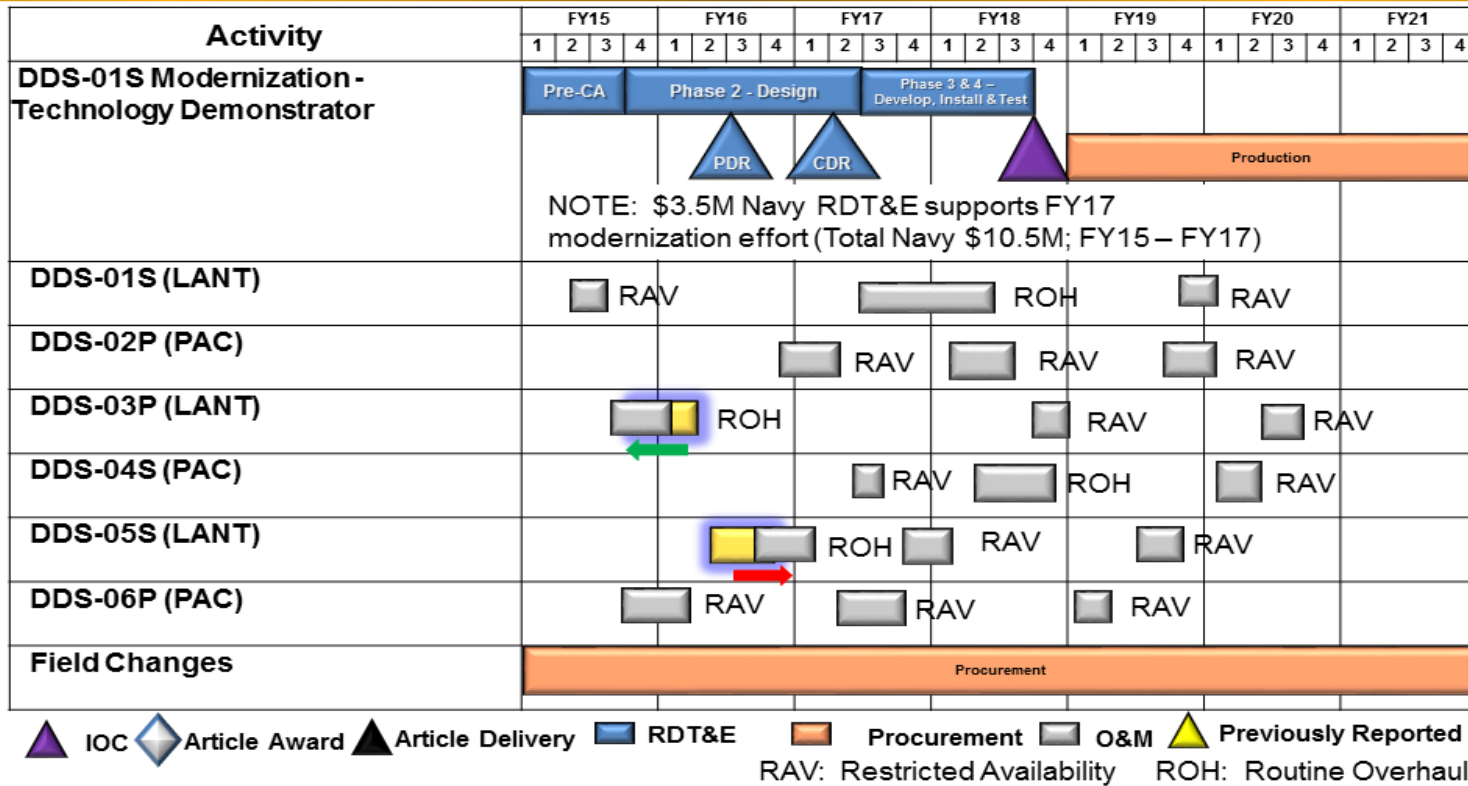 Activity
FY15 FY16 FY17 FY18 FY19 FY20 FY21
1 2 3 4 1 2 3 4 1 2 3 4 1 2 3 4 1 2 3 4 1 2 3 4 1 2 3 4
DDS-01S Modernization -
Technology Demonstrator
Pre-CA
Phase 2 - Design
Phase 3 & 4 –
Develop, Install & Test
PDR
CDR
Production
NOTE: $3.5M Navy RDT&E supports FY17
modernization effort (Total Navy $10.5M; FY15 – FY17)
DDS-01S (LANT)
RAV ROH RAV
DDS-02P (PAC)
RAV RAV RAV
DDS-03P (LANT)
ROH RAV RAV
DDS-04S (PAC)
RAV ROH RAV
DDS-05S (LANT)
ROH RAV RAV
DDS-06P (PAC)
RAV RAV RAV
Field Changes
Procurement
IOC Article Award Article Delivery RDT&E Procurement O&M Previously Reported
RAV: Restricted Availability ROH: Routine Overhaul